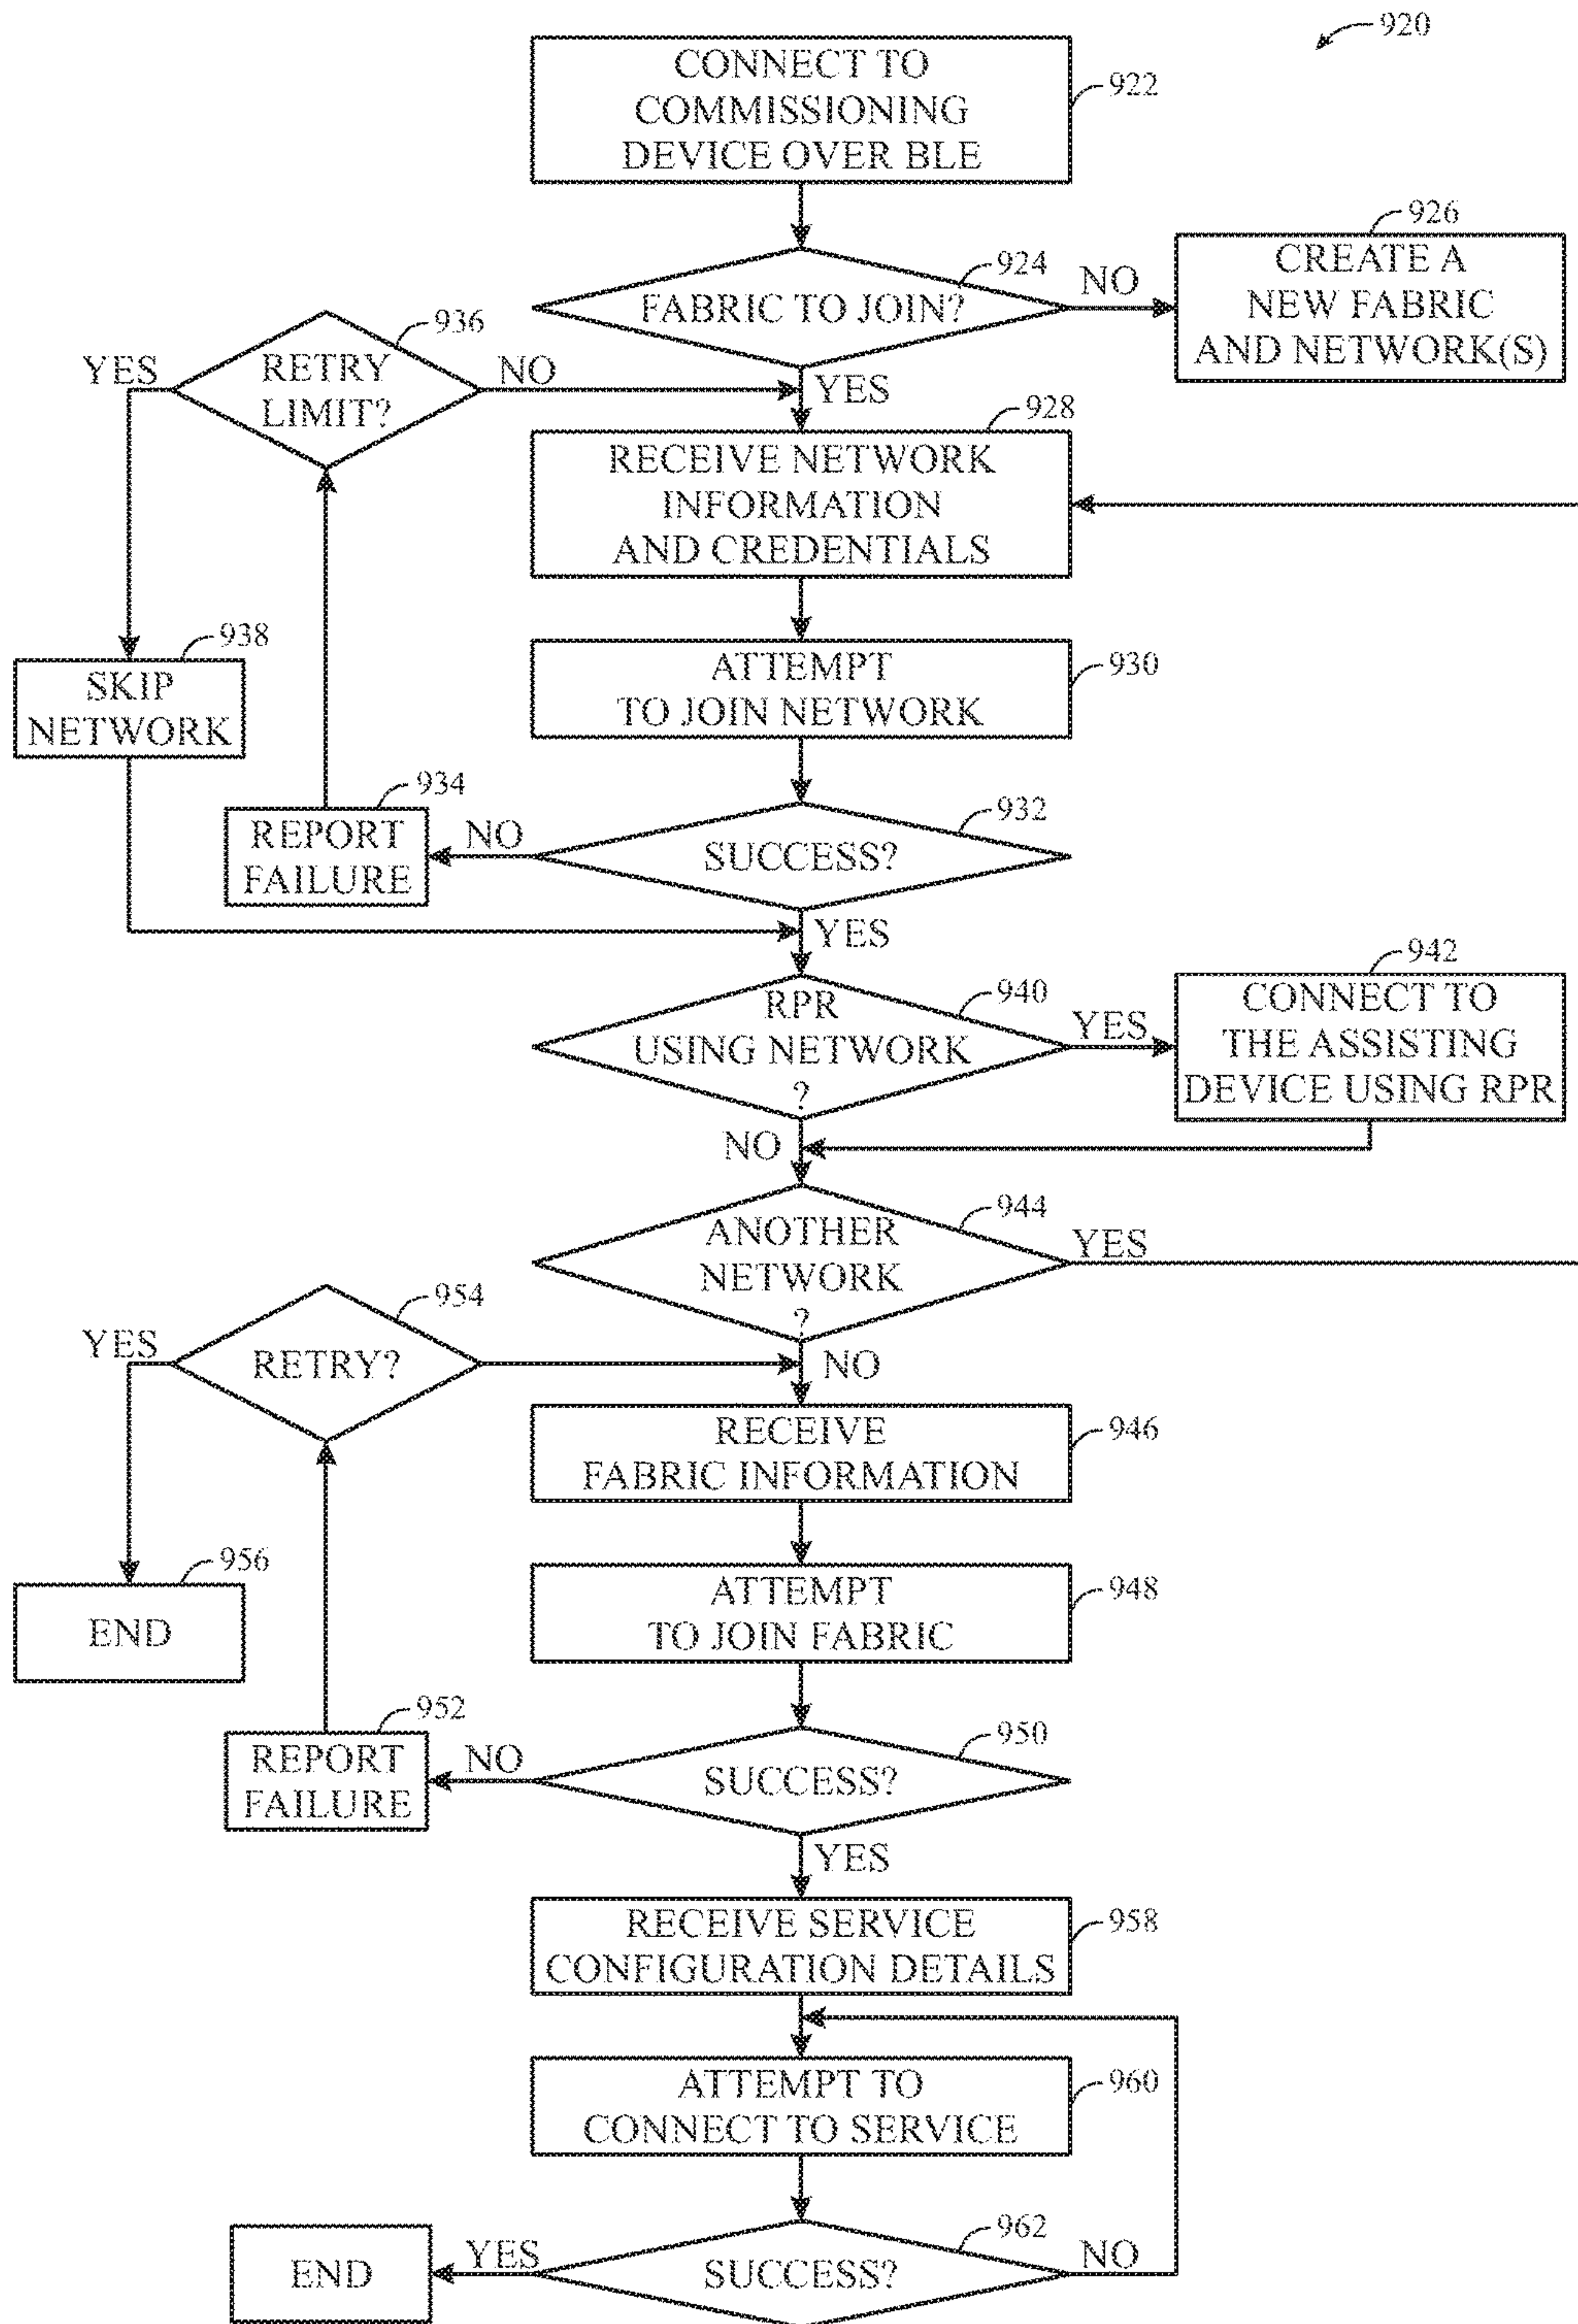 920
CONNECT TO
COMMISSIONING
DEVICE OVER BLE
922
FABRIC TO JOIN?
924
NO
926
CREATE A
NEW FABRIC
AND NETWORK(S)
YES
936
RETRY
LIMIT?
YES
NO
928
RECEIVE NETWORK
INFORMATION
AND CREDENTIALS
938
SKIP
NETWORK
ATTEMPT
TO JOIN NETWORK
930
934
REPORT
FAILURE
NO
932
SUCCESS?
YES
940
RPR
USING NETWORK
?
YES
942
CONNECT TO
THE ASSISTING
DEVICE USING RPR
NO
944
ANOTHER
NETWORK
?
YES
954
YES
RETRY?
NO
RECEIVE
FABRIC INFORMATION
946
956
END
ATTEMPT
TO JOIN FABRIC
948
952
REPORT
FAILURE
NO
950
SUCCESS?
YES
RECEIVE SERVICE
CONFIGURATION DETAILS
958
ATTEMPT TO
CONNECT TO SERVICE
960
962
END
YES
SUCCESS?
NO